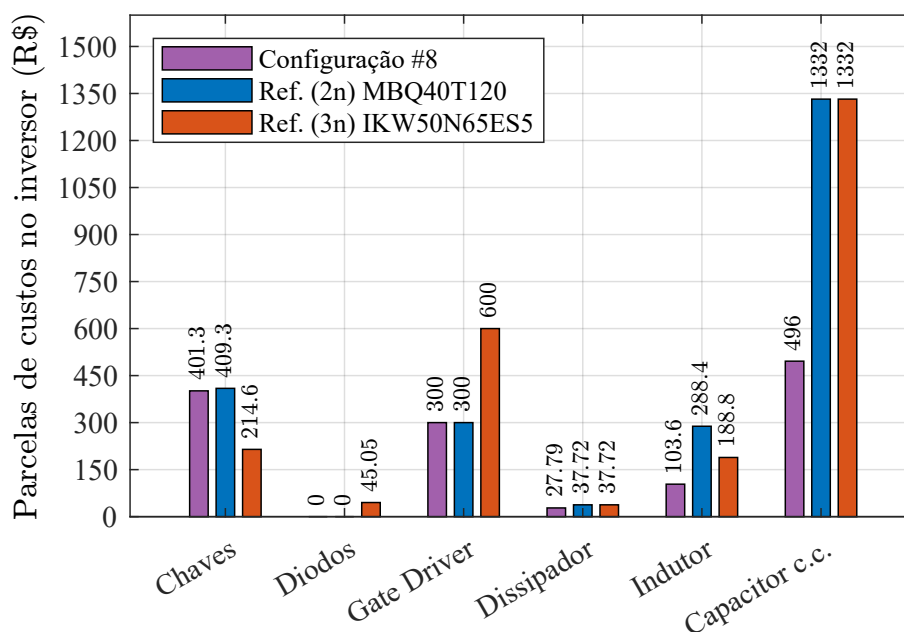 Parcelas de custos no inversor (R$)
1500
1350
1200
1050
900
750
600
450
300
150
0
Configuração #8
Ref. (2n) MBQ40T120
Ref. (3n) IKW50N65ES5
401.3
409.3
214.6
0
0
45.05
300
300
600
27.79
37.72
37.72
103.6
288.4
188.8
496
1332
1332
Chaves
Diodos
Gate Driver
Dissipador
Indutor
Capacitor c.c.